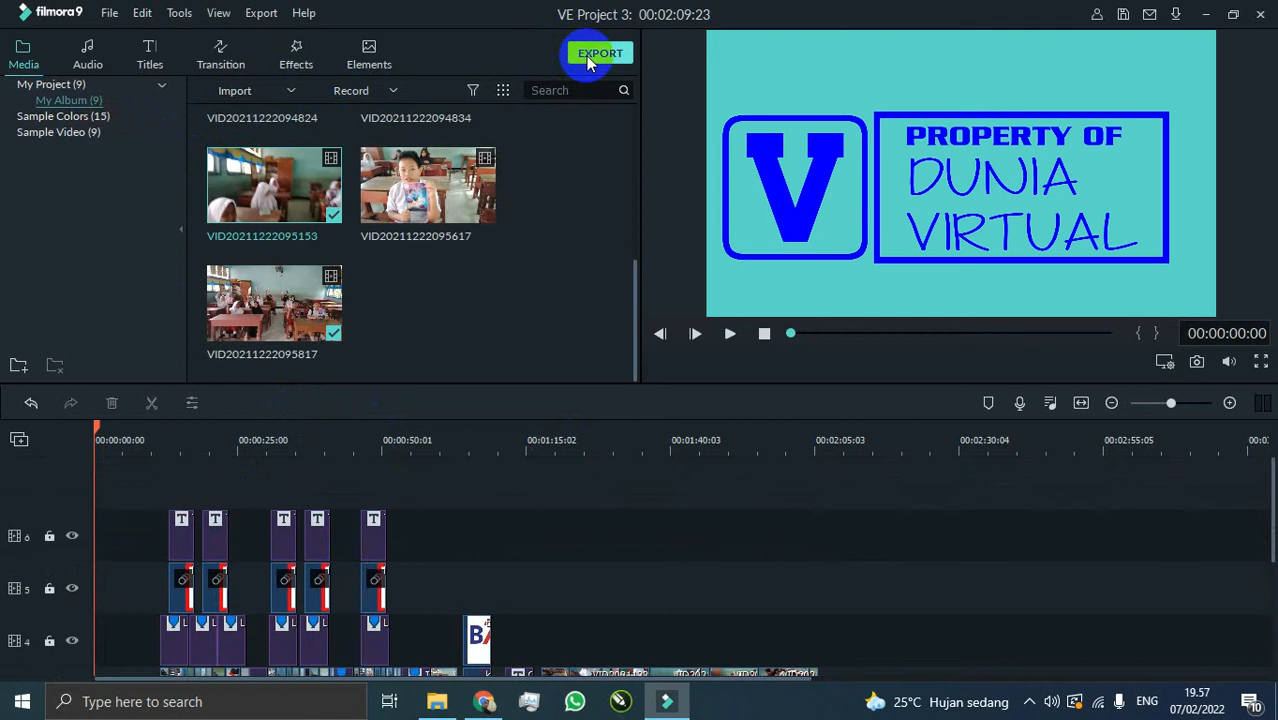 filmora9 File Edit Tools View Export Help VE Project 3: 00:02:09:23
Media Audio Titles Transition Effects Elements EXPORT
My Project (9)
My Album (9)
Sample Colors (15)
Sample Video (9)
Import Record Search
VID20211222094824 VID20211222094834
VID20211222095153 VID20211222095617
VID20211222095817
V PROPERTY OF
DUNIA
VIRTUAL
00:00:00:00
00:00:00:00 00:00:25:00 00:00:50:01 00:01:15:02 00:01:40:03 00:02:05:03 00:02:30:04 00:02:55:05
6 T T T T T
5
4 L L L L L L
T
Type here to search
25°C Hujan sedang ENG 19.57
07/02/2022 10